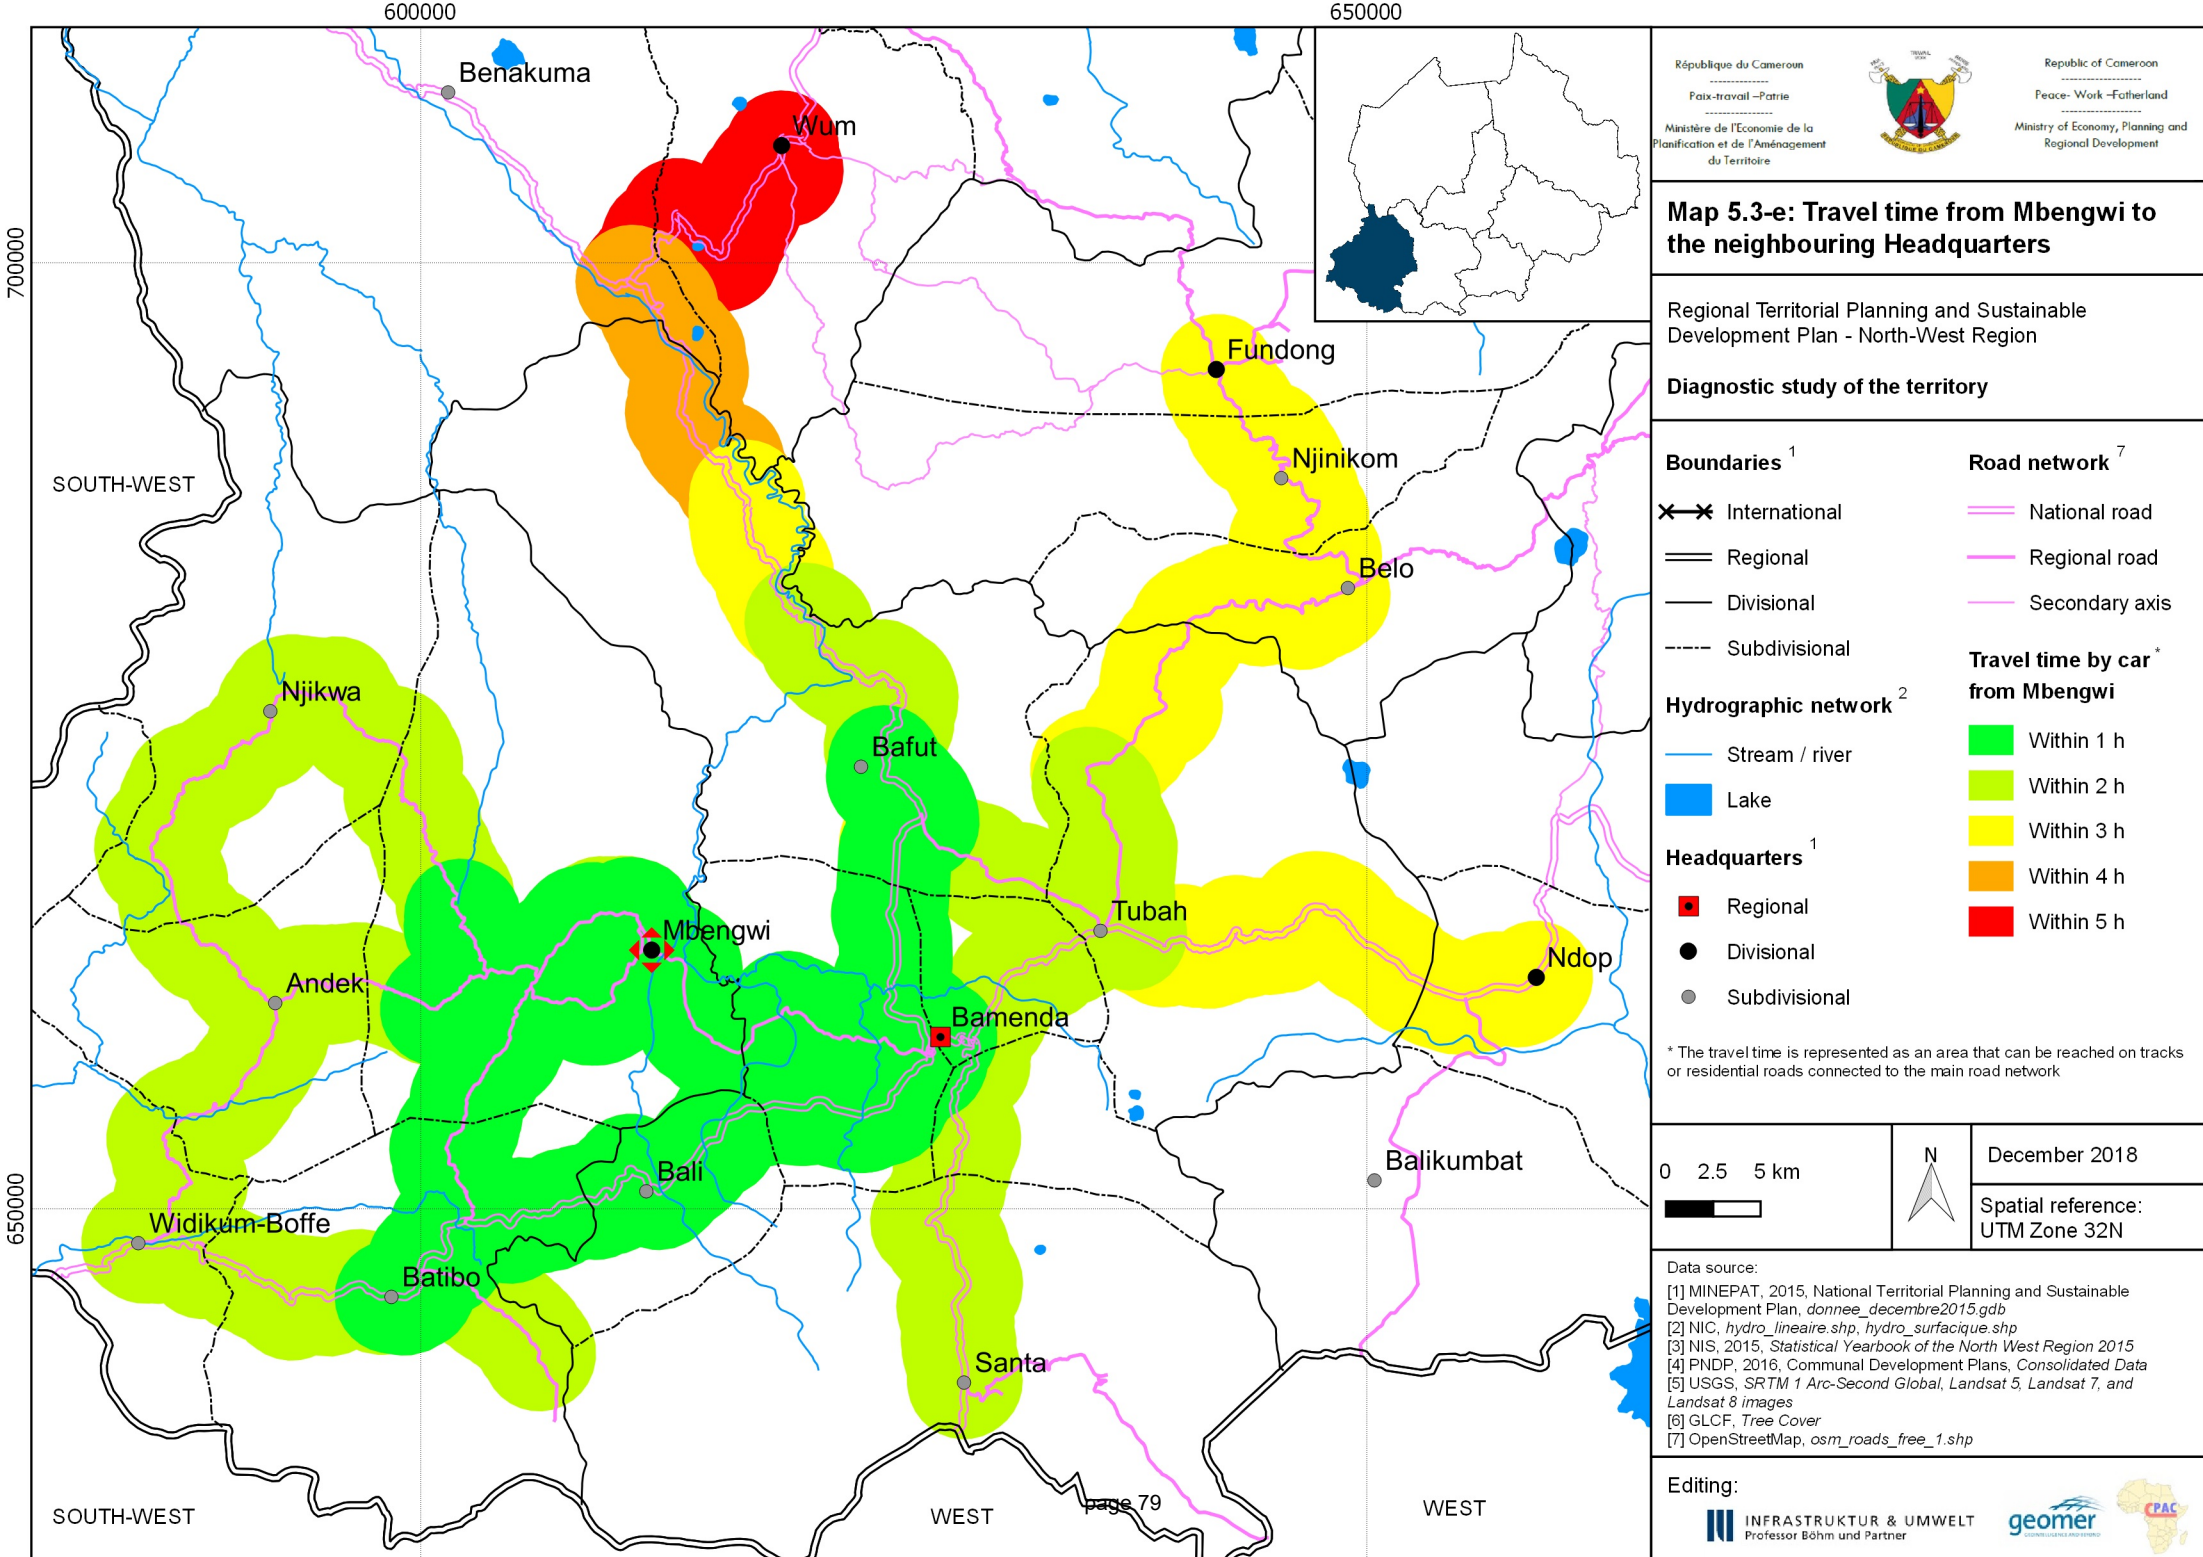 600000
650000
700000
650000
Benakuma
Wum
Fundong
Njinikom
Belo
SOUTH-WEST
Njikwa
Bafut
Tubah
Mbengwi
Andek
Ndop
Bamenda
Bali
Balikumbat
Widikum-Boffe
Batibo
Santa
SOUTH-WEST
WEST
page 79
WEST
République du Cameroun
Paix-travail –Patrie
Ministère de l'Economie de la
Planification et de l'Aménagement
du Territoire
Republic of Cameroon
Peace- Work –Fatherland
Ministry of Economy, Planning and
Regional Development
Map 5.3-e: Travel time from Mbengwi to
the neighbouring Headquarters
Regional Territorial Planning and Sustainable
Development Plan - North-West Region
Diagnostic study of the territory
Boundaries 1
International
Regional
Divisional
Subdivisional
Hydrographic network 2
Stream / river
Lake
Headquarters 1
Regional
Divisional
Subdivisional
Road network 7
National road
Regional road
Secondary axis
Travel time by car *
from Mbengwi
Within 1 h
Within 2 h
Within 3 h
Within 4 h
Within 5 h
* The travel time is represented as an area that can be reached on tracks
or residential roads connected to the main road network
0 2.5 5 km
N
December 2018
Spatial reference:
UTM Zone 32N
Data source:
[1] MINEPAT, 2015, National Territorial Planning and Sustainable
Development Plan, donnee_decembre2015.gdb
[2] NIC, hydro_lineaire.shp, hydro_surfacique.shp
[3] NIS, 2015, Statistical Yearbook of the North West Region 2015
[4] PNDP, 2016, Communal Development Plans, Consolidated Data
[5] USGS, SRTM 1 Arc-Second Global, Landsat 5, Landsat 7, and
Landsat 8 images
[6] GLCF, Tree Cover
[7] OpenStreetMap, osm_roads_free_1.shp
Editing:
INFRASTRUKTUR & UMWELT
Professor Böhm und Partner
geomer
CPAC